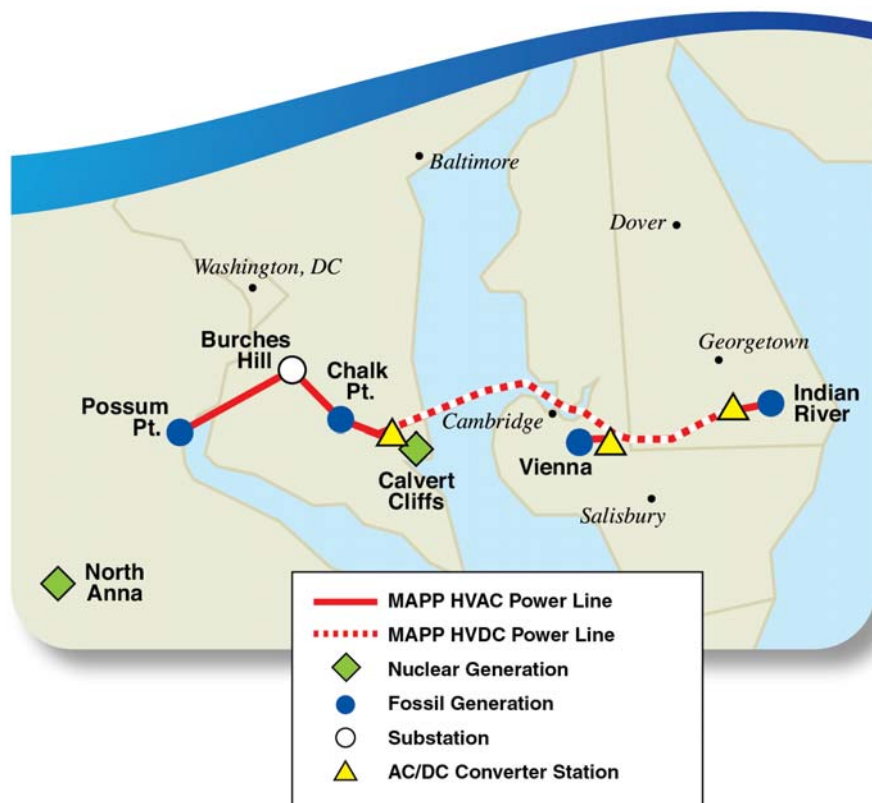 Baltimore
Dover
Washington, DC
Burches
Hill
Georgetown
Chalk
Pt.
Possum
Pt.
Indian
River
Cambridge
Vienna
Calvert
Cliffs
Salisbury
North
Anna
MAPP HVAC Power Line
MAPP HVDC Power Line
Nuclear Generation
Fossil Generation
Substation
AC/DC Converter Station